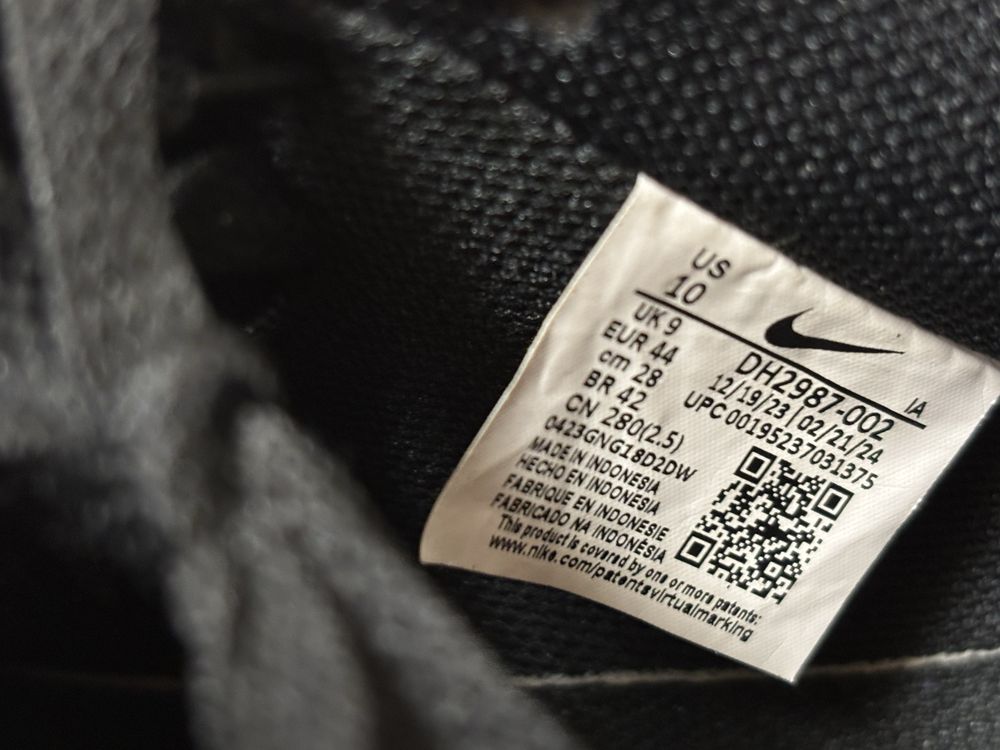 US
10
UK 9
EUR 44
cm 28
BR 42
CN 280(2.5)
0423GNG18D2DW
MADE IN INDONESIA
HECHO EN INDONESIA
FABRIQUE EN INDONESIE
FABRICADO NA INDONÉSIA
This product is covered by one or more patents:
www.nike.com/patentsvirtualmarking
DH2987-002
IA
12/19/23 | 02/21/24
UPC 00195237031375